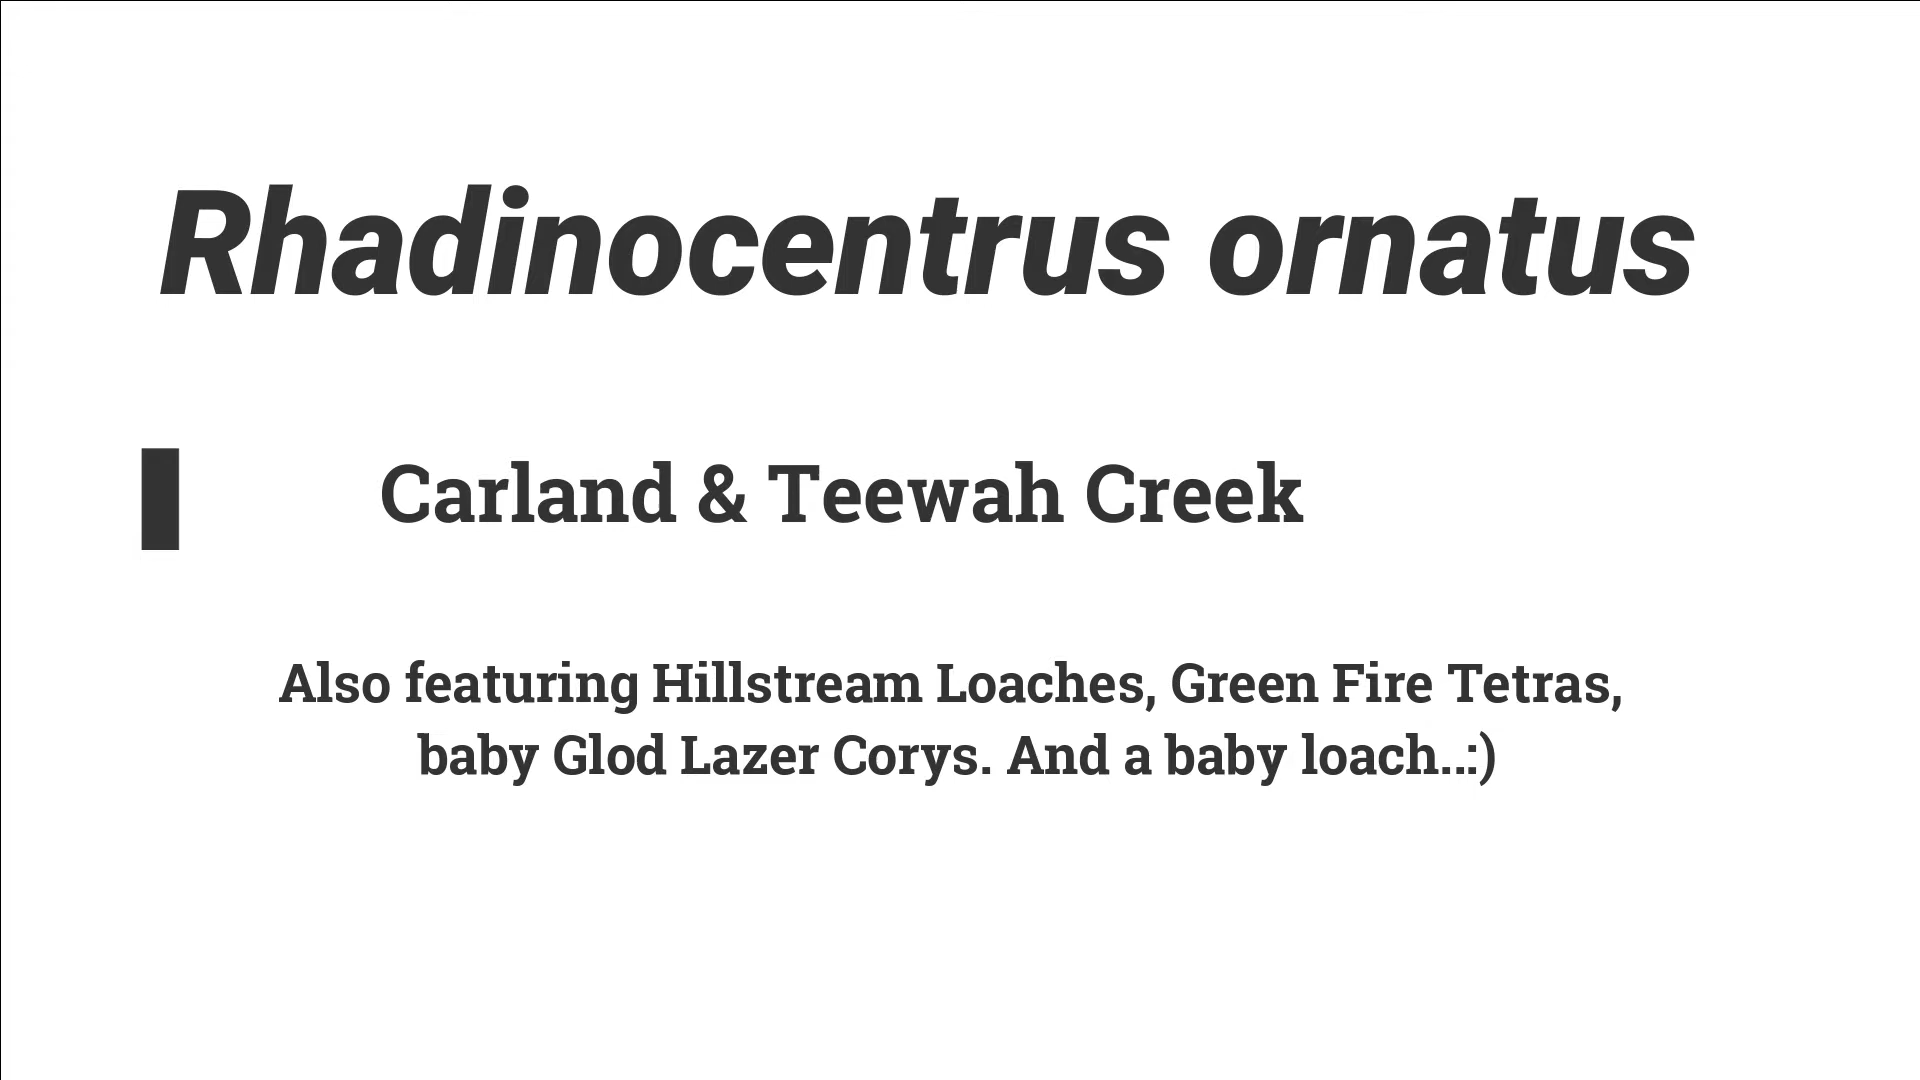 Rhadinocentrus ornatus
Carland & Teewah Creek
Also featuring Hillstream Loaches, Green Fire Tetras,
baby Glod Lazer Corys. And a baby loach..:)